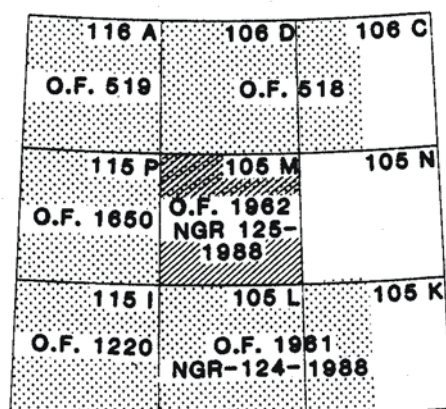 116 A
106 D
106 C
O.F. 519
O.F. 518
115 P
105 M
105 N
O.F. 1650
O.F. 1962
NGR 125-
1988
115 I
105 L
105 K
O.F. 1220
O.F. 1961
NGR-124-1988